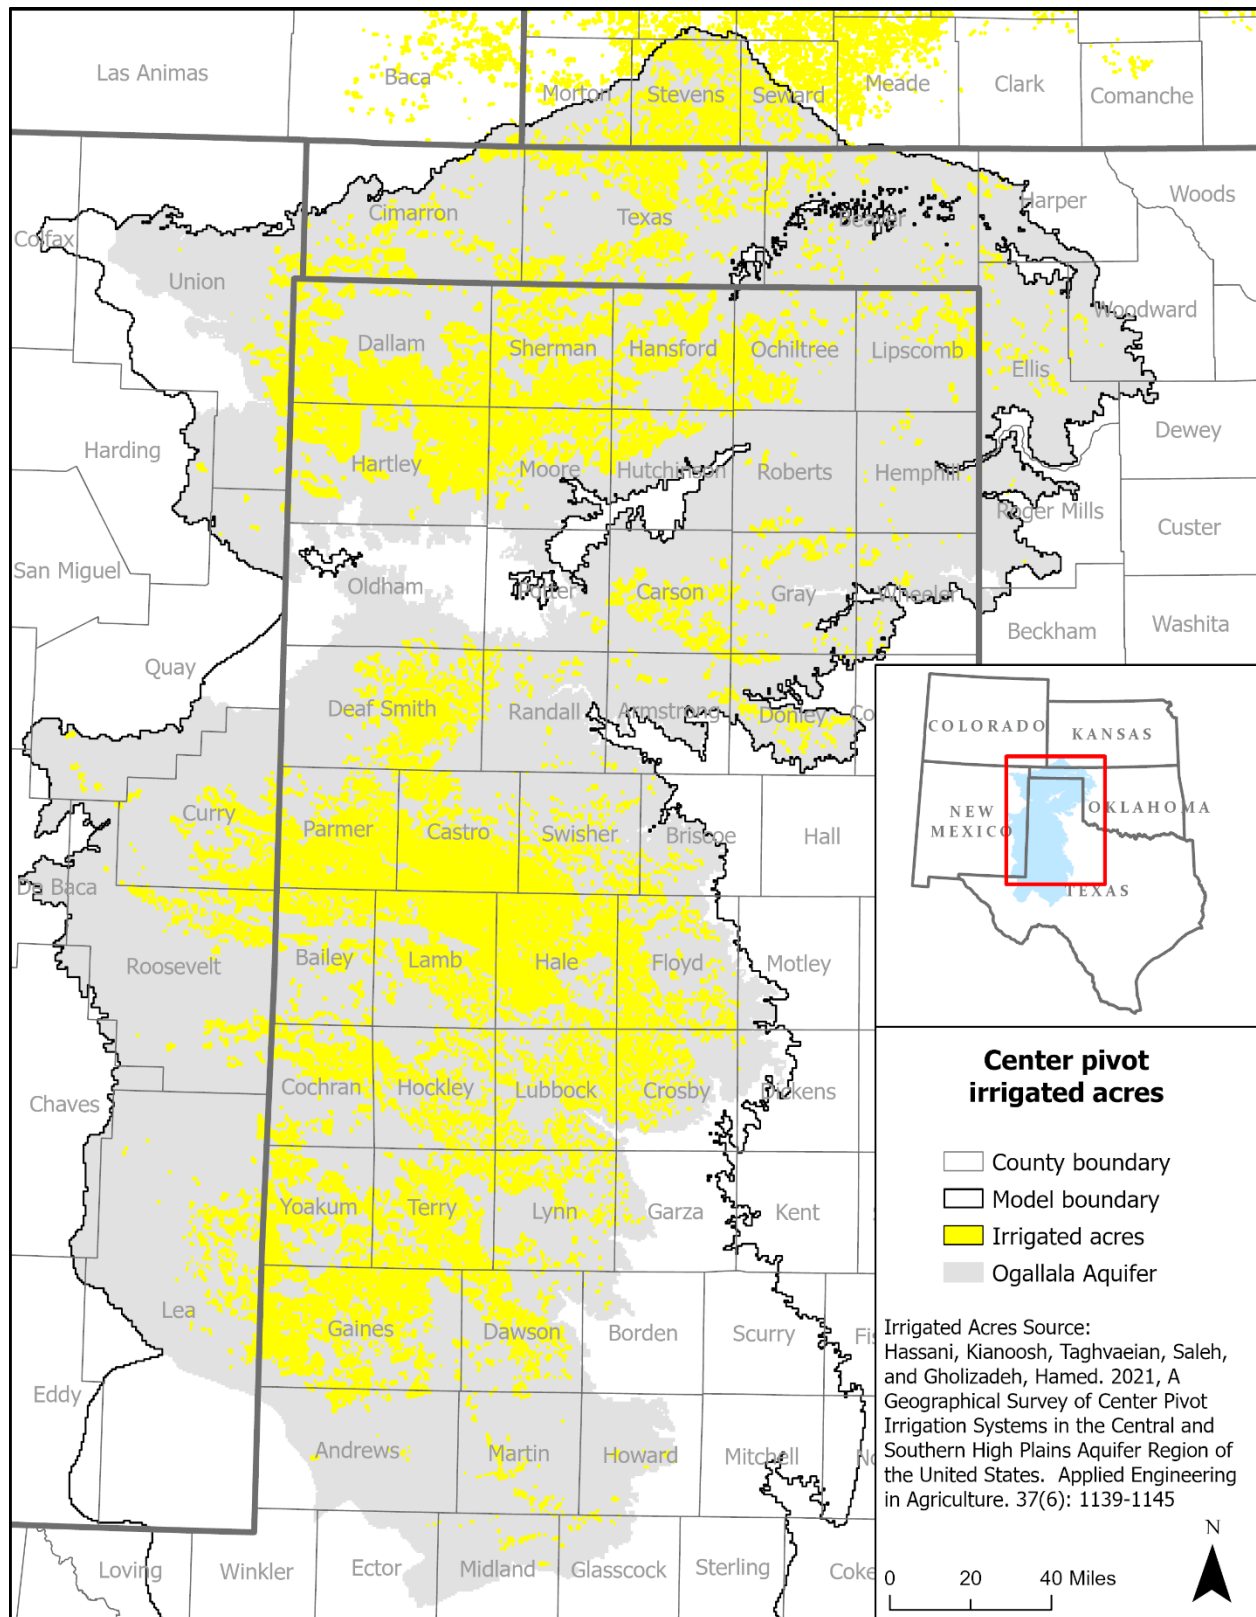 Las Animas
Baca
Morton
Stevens
Seward
Meade
Clark
Comanche
Colfax
Union
Cimarron
Texas
Beaver
Harper
Woods
Woodward
Dallam
Sherman
Hansford
Ochiltree
Lipscomb
Ellis
Dewey
Harding
Hartley
Moore
Hutchinson
Roberts
Hemphill
Roger Mills
Custer
San Miguel
Oldham
Potter
Carson
Gray
Wheeler
Beckham
Washita
Quay
Deaf Smith
Randall
Armstrong
Donley
Co
Curry
Parmer
Castro
Swisher
Briscoe
Hall
De Baca
Roosevelt
Bailey
Lamb
Hale
Floyd
Motley
Chaves
Cochran
Hockley
Lubbock
Crosby
Dickens
Yoakum
Terry
Lynn
Garza
Kent
Lea
Gaines
Dawson
Borden
Scurry
Fis
Eddy
Andrews
Martin
Howard
Mitchell
No
Loving
Winkler
Ector
Midland
Glasscock
Sterling
Coke
COLORADO
KANSAS
NEW
MEXICO
OKLAHOMA
TEXAS
Center pivot
irrigated acres
County boundary
Model boundary
Irrigated acres
Ogallala Aquifer
Irrigated Acres Source:
Hassani, Kianoosh, Taghvaeian, Saleh,
and Gholizadeh, Hamed. 2021, A
Geographical Survey of Center Pivot
Irrigation Systems in the Central and
Southern High Plains Aquifer Region of
the United States. Applied Engineering
in Agriculture. 37(6): 1139-1145
N
0 20 40 Miles